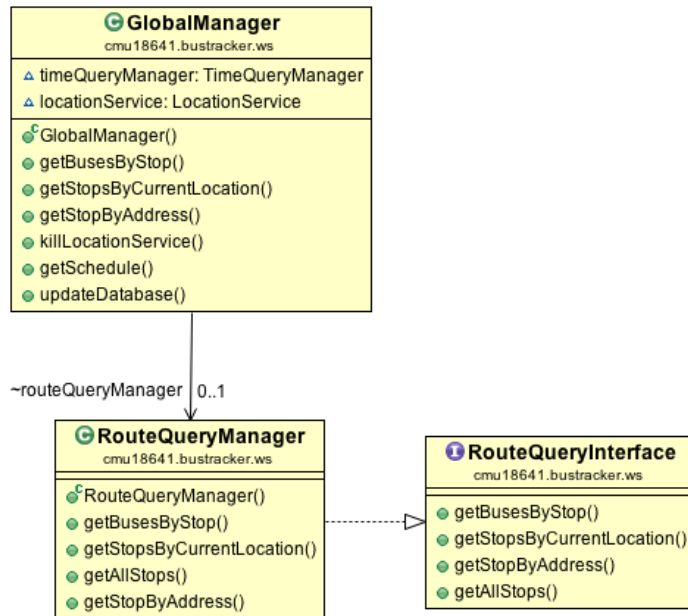 GlobalManager
cmu18641.bustracker.ws
timeQueryManager: TimeQueryManager
locationService: LocationService
GlobalManager()
getBusesByStop()
getStopsByCurrentLocation()
getStopByAddress()
killLocationService()
getSchedule()
updateDatabase()
~routeQueryManager 0..1
RouteQueryManager
cmu18641.bustracker.ws
RouteQueryManager()
getBusesByStop()
getStopsByCurrentLocation()
getAllStops()
getStopByAddress()
RouteQueryInterface
cmu18641.bustracker.ws
getBusesByStop()
getStopsByCurrentLocation()
getStopByAddress()
getAllStops()